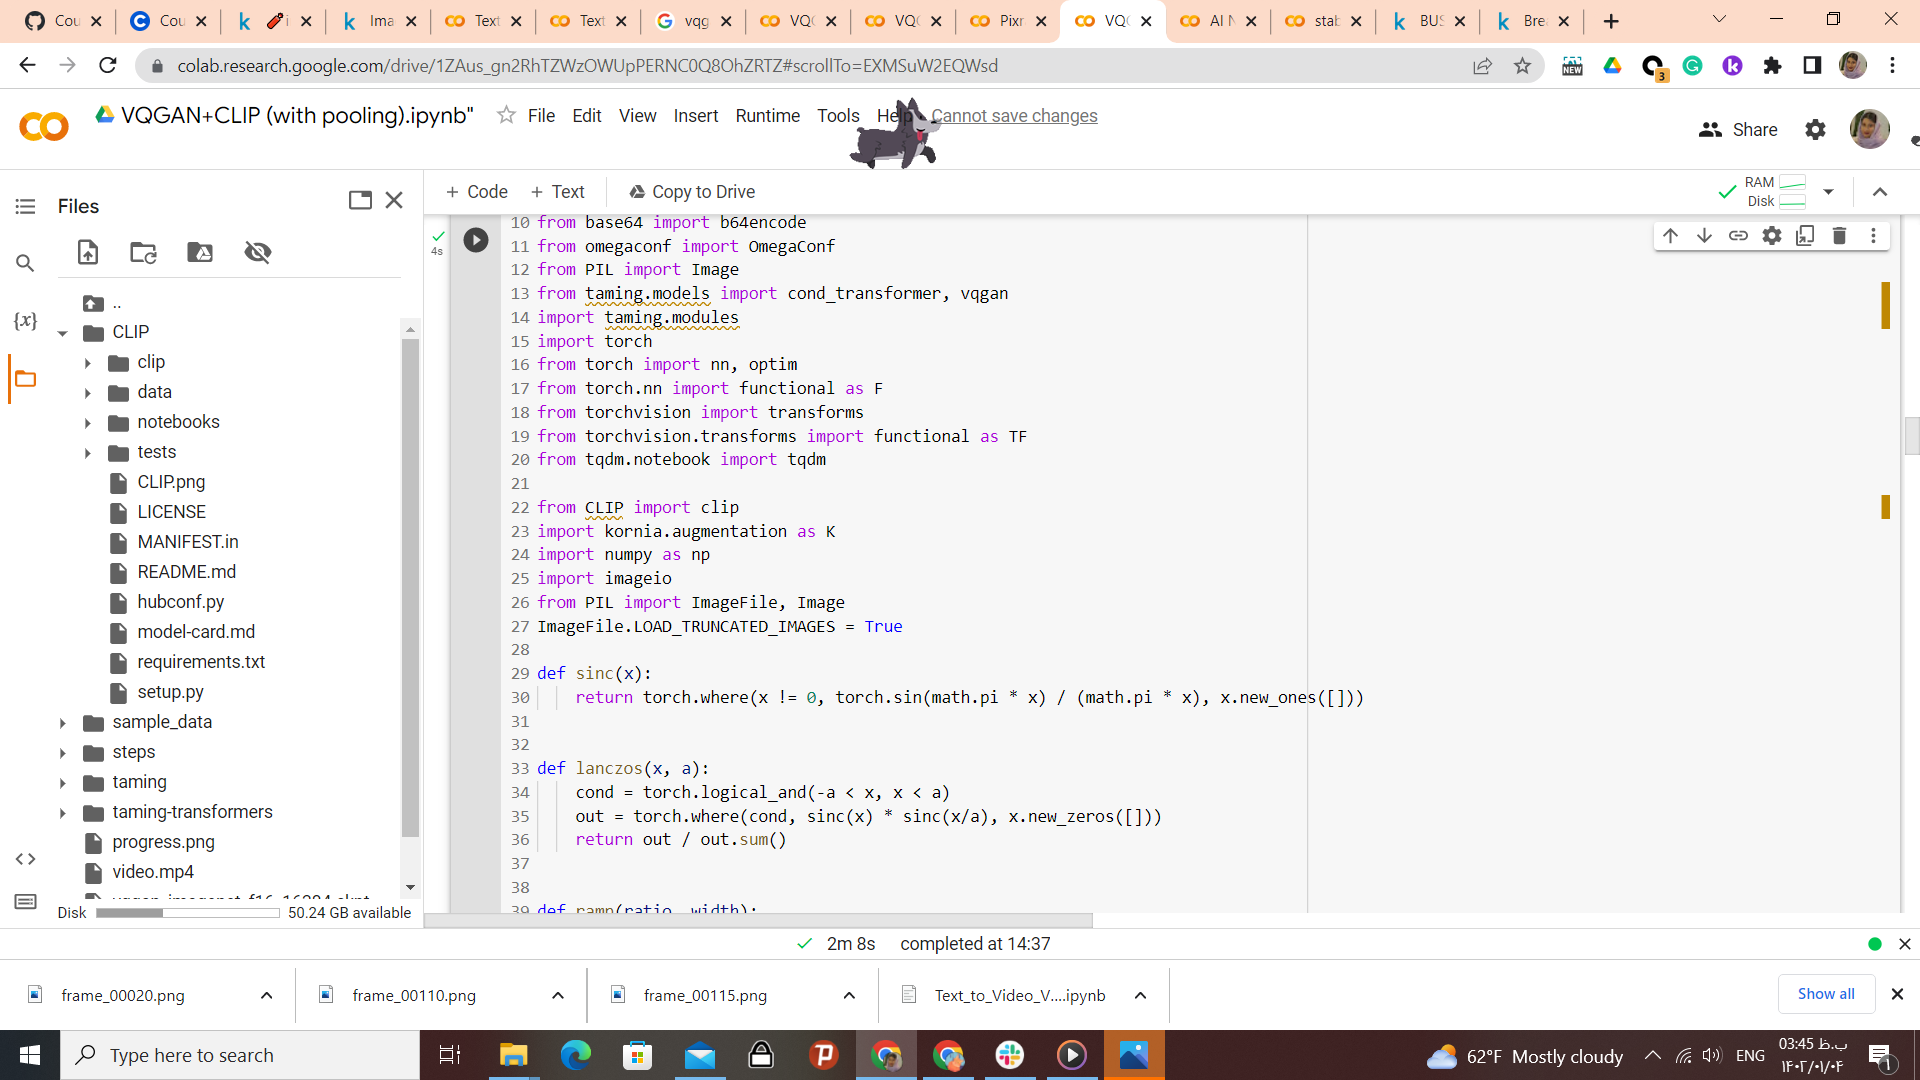 Cou
Cou
i
Ima
Text
Text
vqg
VQ
VQ
Pixr
VQ
AI N
stab
BUS
Bre
colab.research.google.com/drive/1ZAus_gn2RhTZWzOWUpPERNC0Q8OhZRTZ#scrollTo=EXMSuW2EQWsd
NEW
3
VQGAN+CLIP (with pooling).ipynb"
File Edit View Insert Runtime Tools Help Cannot save changes
Share
Files
+ Code + Text Copy to Drive
RAM
Disk
..
CLIP
clip
data
notebooks
tests
CLIP.png
LICENSE
MANIFEST.in
README.md
hubconf.py
model-card.md
requirements.txt
setup.py
sample_data
steps
taming
taming-transformers
progress.png
video.mp4
Disk 50.24 GB available
{x}
4s
10 from base64 import b64encode
11 from omegaconf import OmegaConf
12 from PIL import Image
13 from taming.models import cond_transformer, vqgan
14 import taming.modules
15 import torch
16 from torch import nn, optim
17 from torch.nn import functional as F
18 from torchvision import transforms
19 from torchvision.transforms import functional as TF
20 from tqdm.notebook import tqdm
21
22 from CLIP import clip
23 import kornia.augmentation as K
24 import numpy as np
25 import imageio
26 from PIL import ImageFile, Image
27 ImageFile.LOAD_TRUNCATED_IMAGES = True
28
29 def sinc(x):
30 return torch.where(x != 0, torch.sin(math.pi * x) / (math.pi * x), x.new_ones([]))
31
32
33 def lanczos(x, a):
34 cond = torch.logical_and(-a < x, x < a)
35 out = torch.where(cond, sinc(x) * sinc(x/a), x.new_zeros([]))
36 return out / out.sum()
37
38
39 def ramp(ratio, width):
2m 8s completed at 14:37
frame_00020.png
frame_00110.png
frame_00115.png
Text_to_Video_V....ipynb
Show all
Type here to search
62°F Mostly cloudy
ENG
03:45 ب.ظ
۱۴۰۲/۰۱/۰۴
1